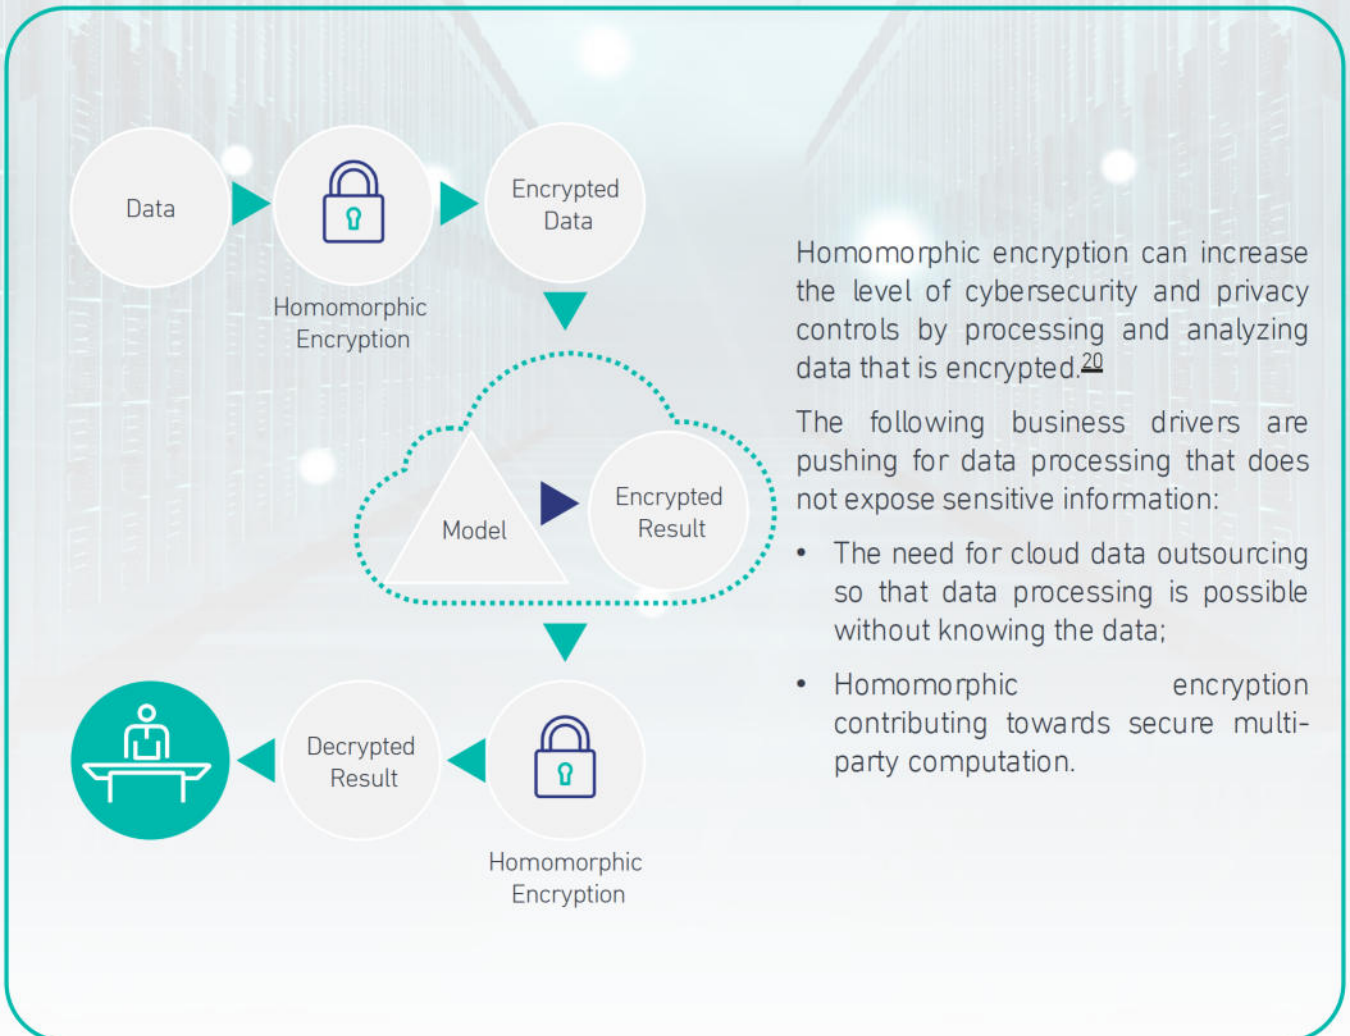 Data
Homomorphic
Encryption
Encrypted
Data
Model
Encrypted
Result
Homomorphic
Encryption
Decrypted
Result
Homomorphic encryption can increase
the level of cybersecurity and privacy
controls by processing and analyzing
data that is encrypted.20
The following business drivers are
pushing for data processing that does
not expose sensitive information:
• The need for cloud data outsourcing
so that data processing is possible
without knowing the data;
• Homomorphic encryption
contributing towards secure multi-
party computation.